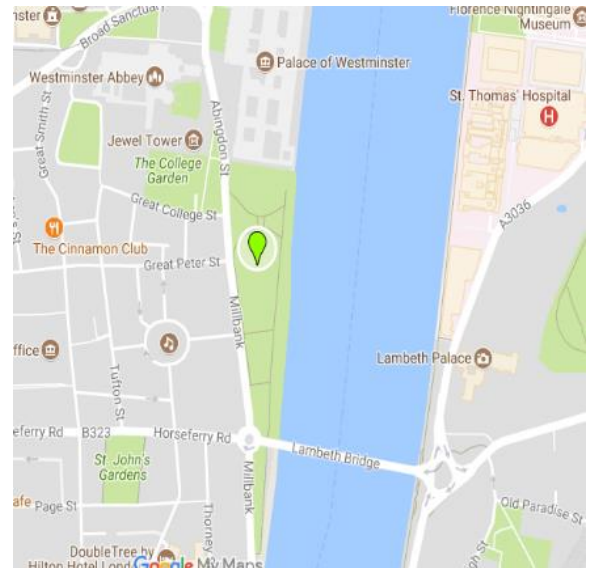 nster
Broad Sanctuary
Florence Nightingale
Museum
Palace of Westminster
Westminster Abbey
St. Thomas' Hospital
H
Great Smith St
Abingdon St
Jewel Tower
The College
Garden
Great College St
A3036
The Cinnamon Club
Great Peter St
Millbank
ffice
Lambeth Palace
Tufton St
eferry Rd
B323
Horseferry Rd
Lambeth Bridge
St. John's
Gardens
Millbank
afe
Page St
Thorney
Old Paradise St
gh St
DoubleTree by
Hilton Hotel Lond
Google My Maps